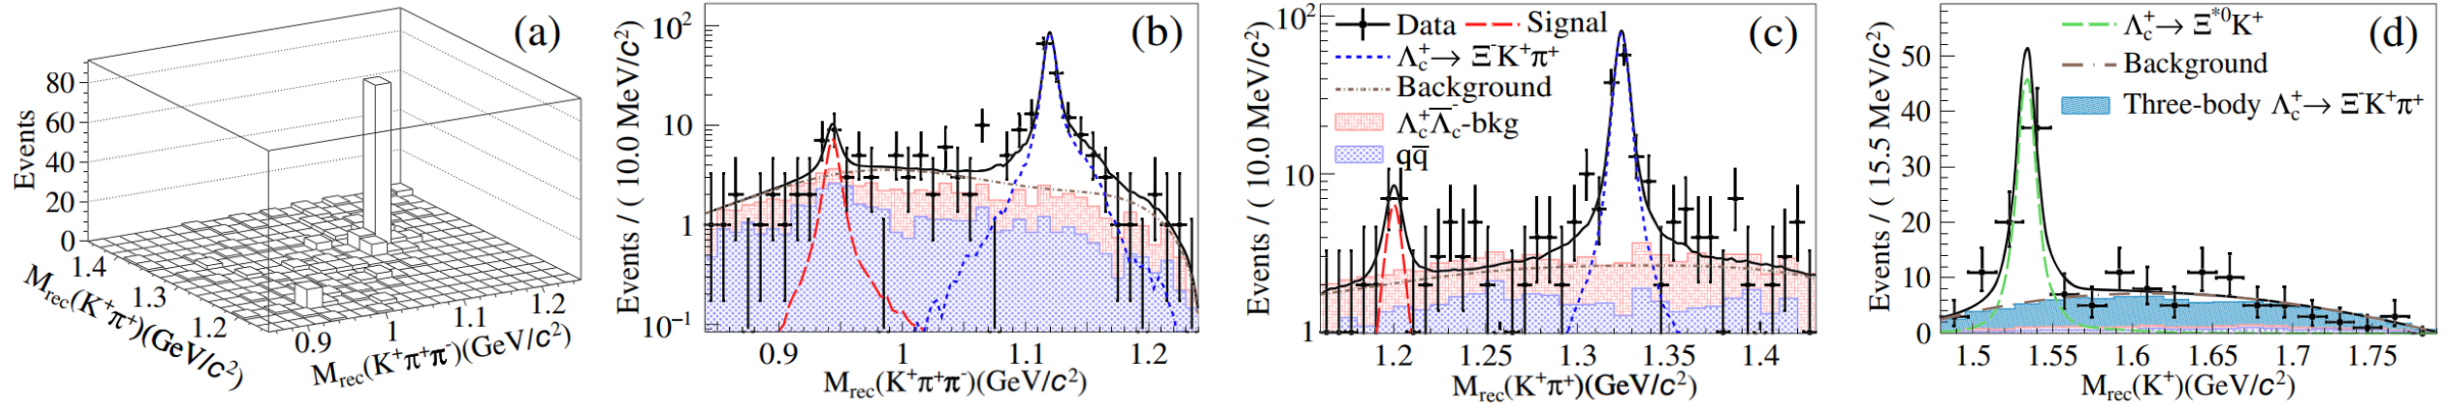 (a)
Events
80
60
40
20
0
1.4
1.3
1.2
M_rec(K⁺π⁺)(GeV/c²)
0.9
1
1.1
1.2
M_rec(K⁺π⁺π⁻)(GeV/c²)
(b)
Events / ( 10.0 MeV/c²)
10²
10
1
10⁻¹
0.9
1
1.1
1.2
M_rec(K⁺π⁺π⁻)(GeV/c²)
(c)
Events / ( 10.0 MeV/c²)
10²
10
1
Data
Signal
Λ_c⁺→ Ξ⁻K⁺π⁺
Background
Λ_c⁺Λ̅_c⁻-bkg
qq̅
1.2
1.25
1.3
1.35
1.4
M_rec(K⁺π⁺)(GeV/c²)
(d)
Events / ( 15.5 MeV/c²)
50
40
30
20
10
0
Λ_c⁺→ Ξ*⁰K⁺
Background
Three-body Λ_c⁺→ Ξ⁻K⁺π⁺
1.5
1.55
1.6
1.65
1.7
1.75
M_rec(K⁺)(GeV/c²)